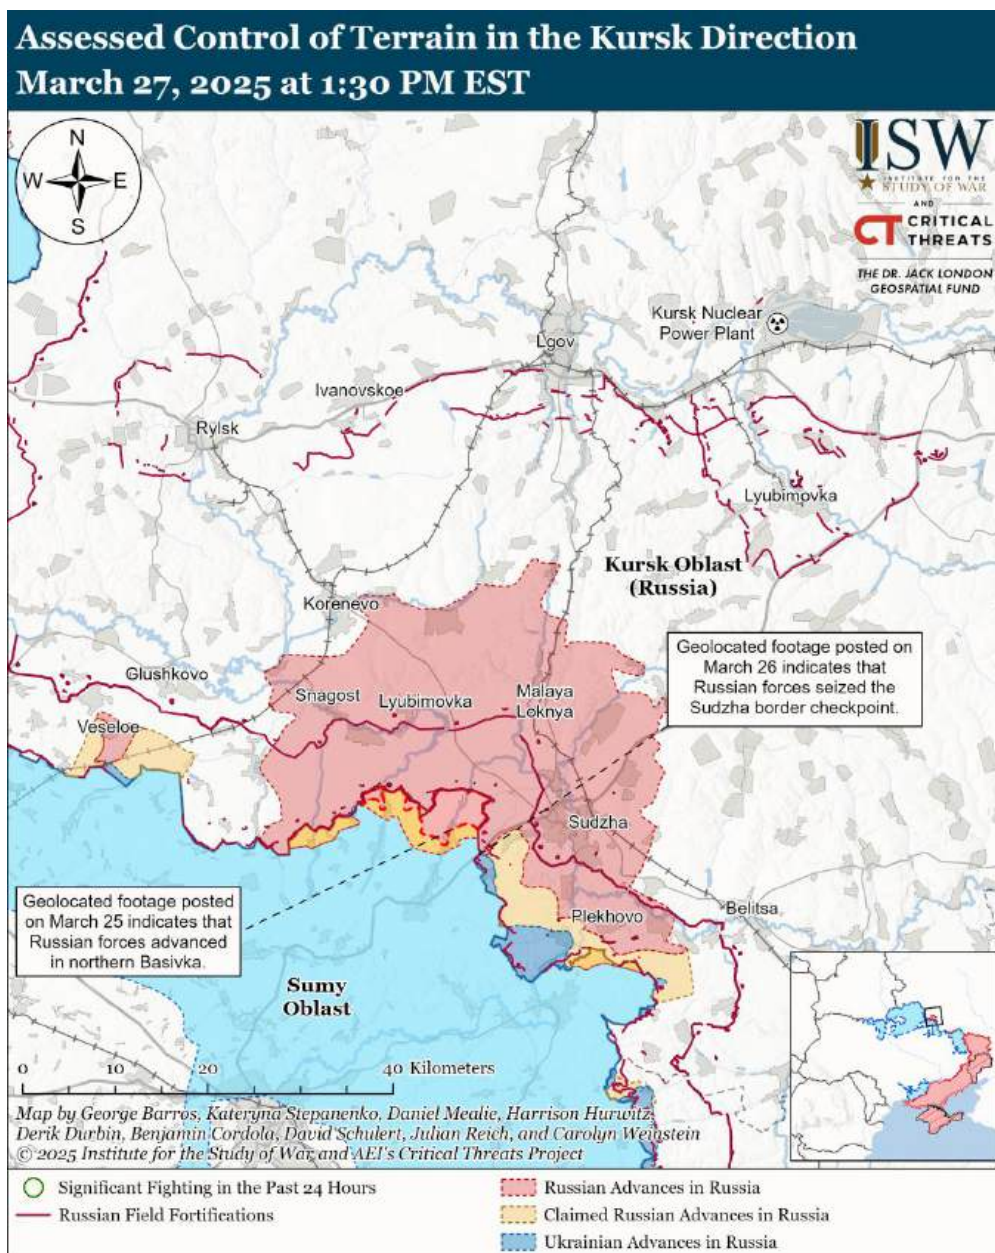 Assessed Control of Terrain in the Kursk Direction
March 27, 2025 at 1:30 PM EST
N
W
E
S
ISW
INSTITUTE FOR THE
STUDY OF WAR
AND
CT CRITICAL
THREATS
THE DR. JACK LONDON
GEOSPATIAL FUND
Kursk Nuclear
Power Plant
Lgov
Ivanovskoe
Rylsk
Lyubimovka
Kursk Oblast
(Russia)
Korenevo
Geolocated footage posted on
March 26 indicates that
Russian forces seized the
Sudzha border checkpoint.
Glushkovo
Snagost
Lyubimovka
Malaya
Loknya
Veseloe
Sudzha
Geolocated footage posted
on March 25 indicates that
Russian forces advanced
in northern Basivka.
Plekhovo
Belitsa
Sumy
Oblast
0 10 20 40 Kilometers
Map by George Barros, Kateryna Stepanenko, Daniel Mealie, Harrison Hurwitz,
Derik Durbin, Benjamin Cordola, David Schulert, Julian Reich, and Carolyn Weinstein
© 2025 Institute for the Study of War and AEI's Critical Threats Project
Significant Fighting in the Past 24 Hours
Russian Field Fortifications
Russian Advances in Russia
Claimed Russian Advances in Russia
Ukrainian Advances in Russia